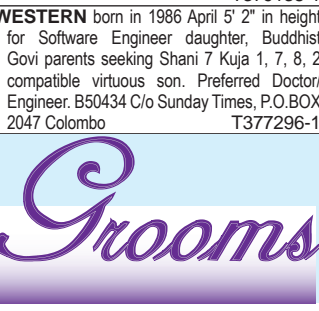 WESTERN born in 1986 April 5' 2" in height
for Software Engineer daughter, Buddhist
Govi parents seeking Shani 7 Kuja 1, 7, 8, 2
compatible virtuous son. Preferred Doctor/
Engineer. B50434 C/o Sunday Times, P.O.BOX
2047 Colombo T377296-1
Grooms